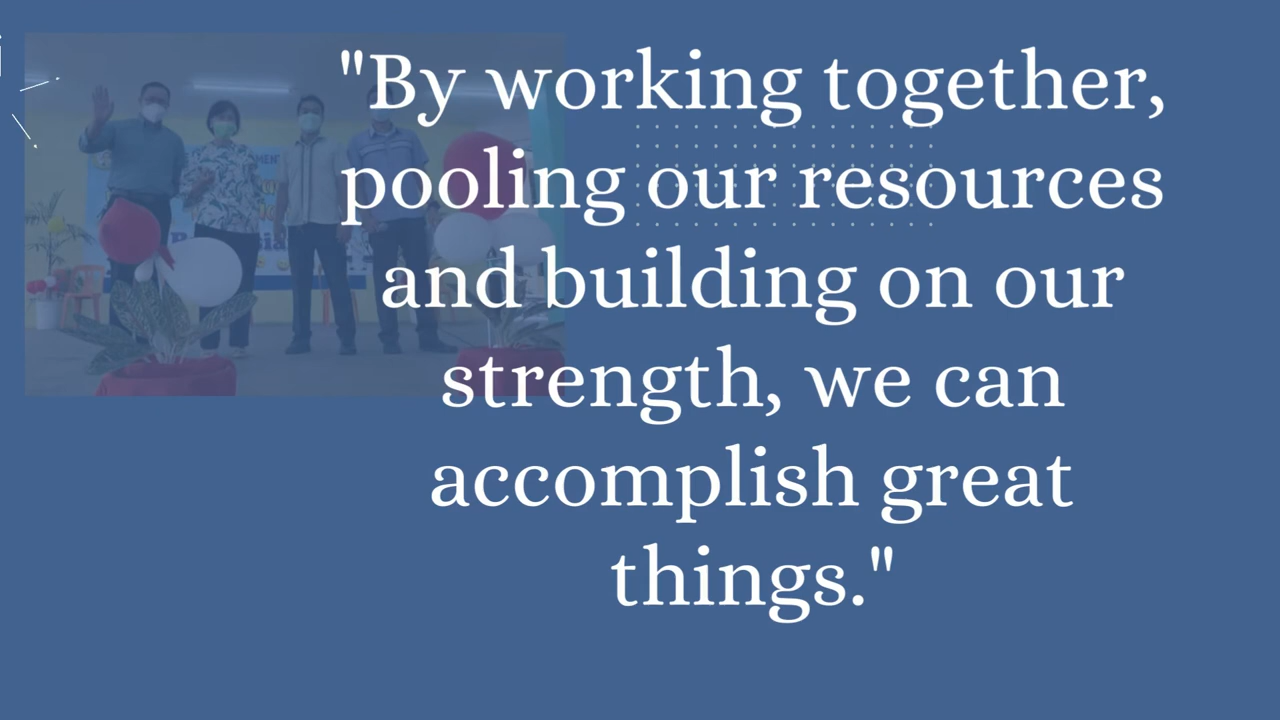 "By working together,
pooling our resources
and building on our
strength, we can
accomplish great
things."